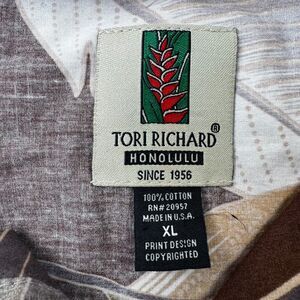 TORI RICHARD®
HONOLULU
SINCE 1956
100% COTTON
RN#20957
MADE IN U.S.A.
XL
PRINT DESIGN
COPYRIGHTED